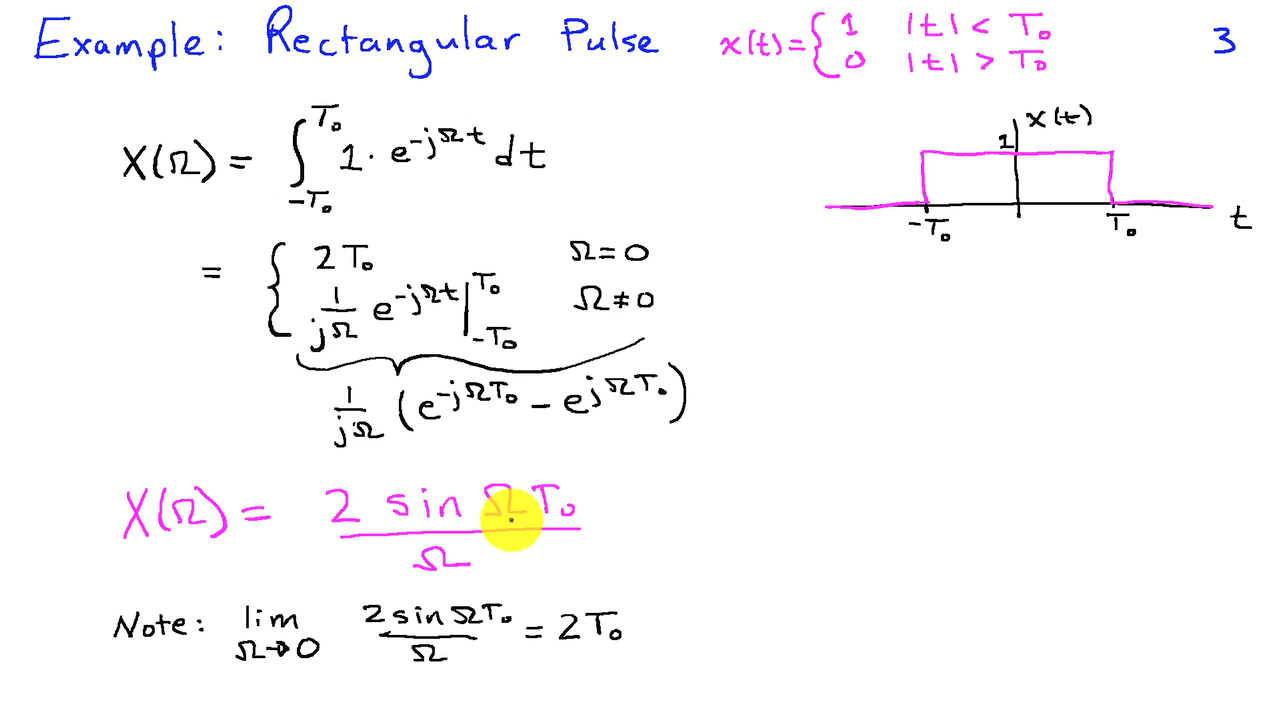 Example: Rectangular Pulse x(t) = { 1 |t| < T₀ 3
0 |t| > T₀
X(Ω) = ∫_{-T₀}^{T₀} 1 · e^{-jΩt} dt
x(t)
1
-T₀ T₀ t
= { 2T₀ Ω = 0
1/jΩ e^{-jΩt} |_{-T₀}^{T₀} Ω ≠ 0
1/jΩ (e^{-jΩT₀} - e^{jΩT₀})
X(Ω) = 2 sin ΩT₀ / Ω
Note: lim_{Ω→0} 2 sin ΩT₀ / Ω = 2T₀